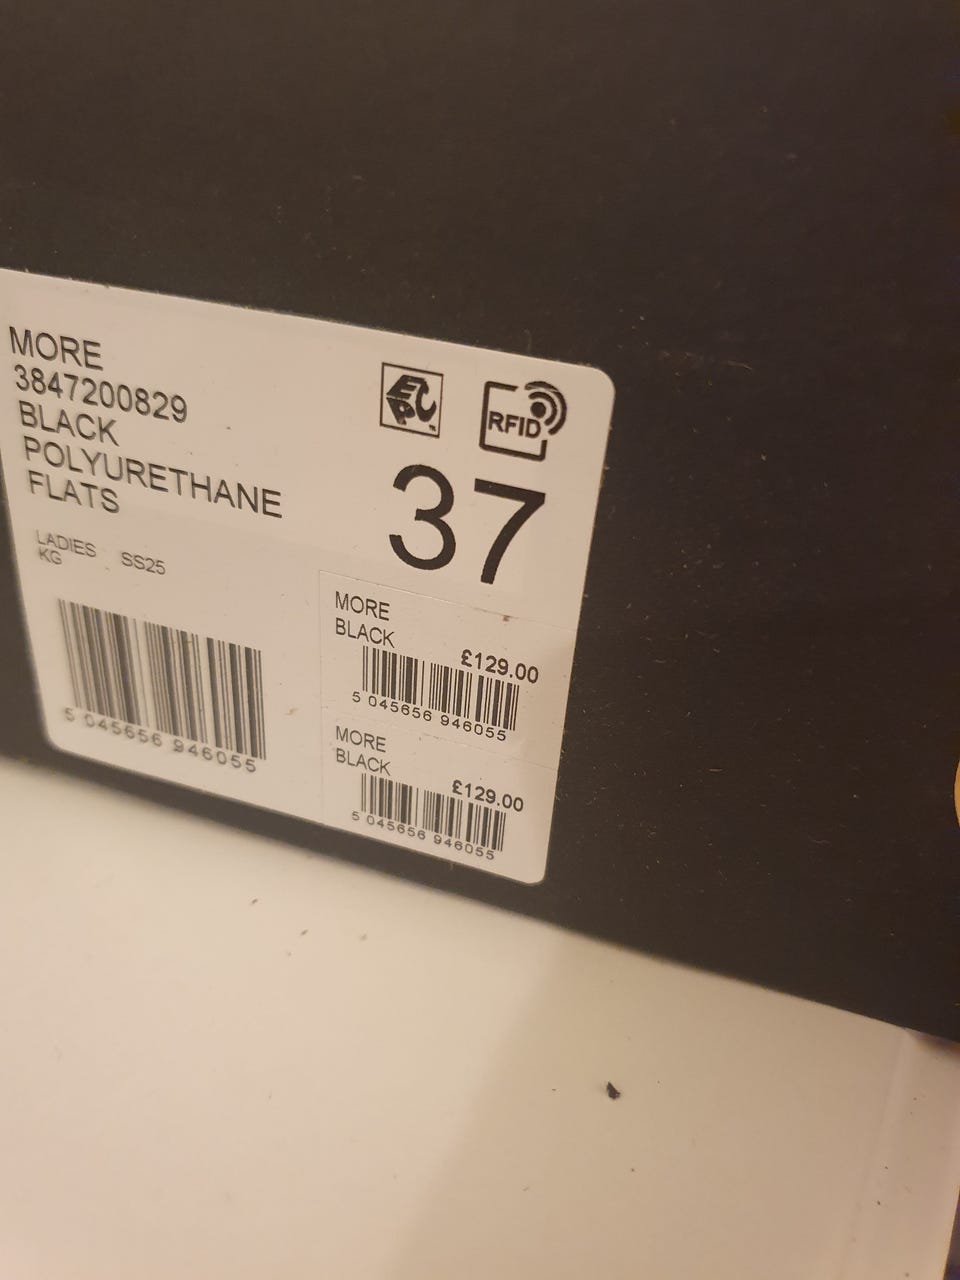 MORE
3847200829
BLACK
POLYURETHANE
FLATS
LADIES SS25
KG
5 045656 946055
EPC
TM
RFID
37
MORE
BLACK
£129.00
5 045656 946055
MORE
BLACK
£129.00
5 045656 946055